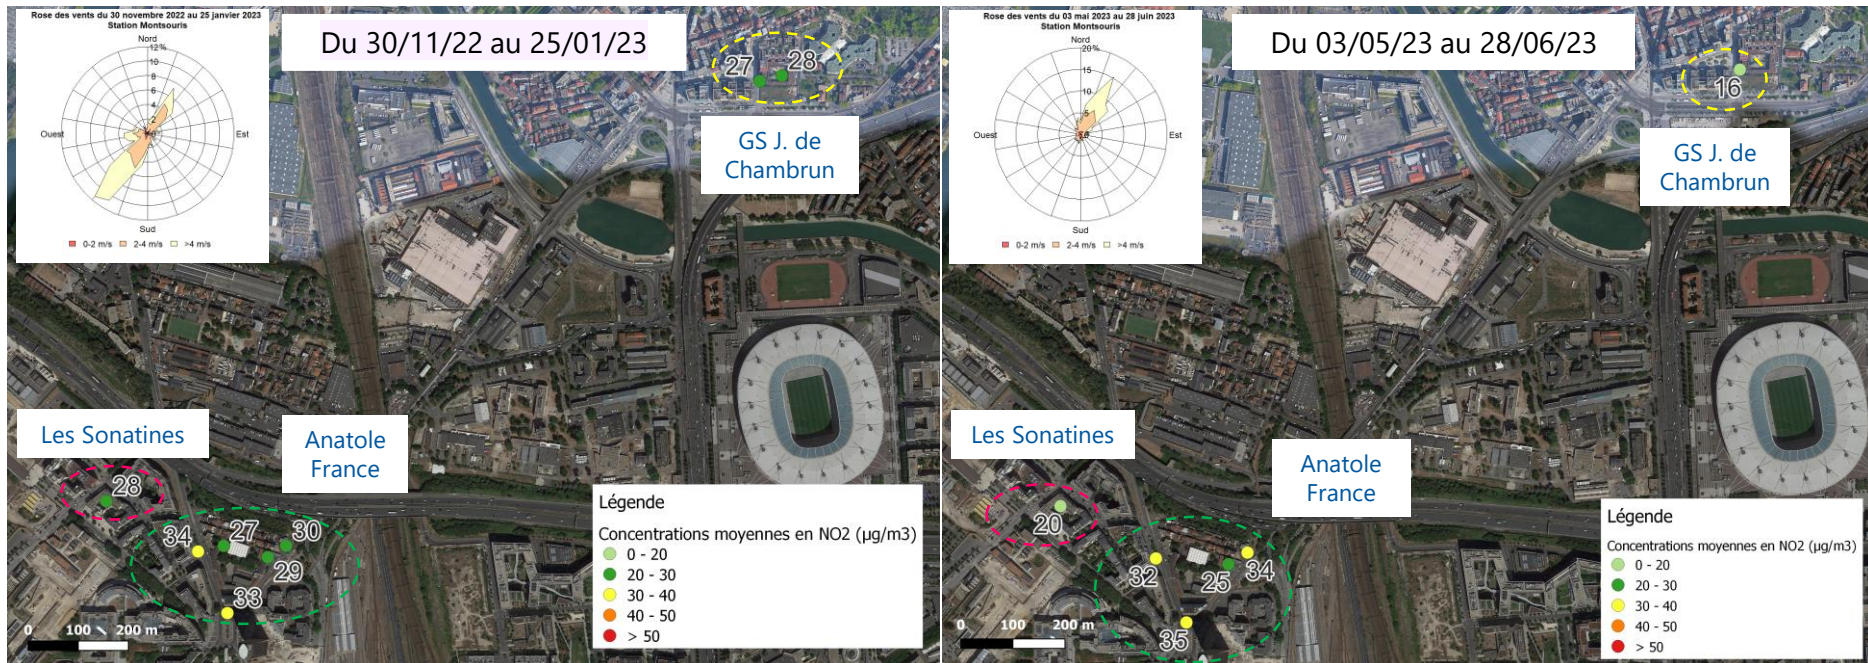 Rose des vents du 30 novembre 2022 au 25 janvier 2023
Station Montsouris
Nord
12%
10
8
6
4
2
Ouest
Est
Sud
0-2 m/s
2-4 m/s
>4 m/s
Du 30/11/22 au 25/01/23
27
28
GS J. de
Chambrun
Les Sonatines
Anatole
France
28
34
27
30
29
33
0 100 200 m
Légende
Concentrations moyennes en NO2 (µg/m3)
0 - 20
20 - 30
30 - 40
40 - 50
> 50
Rose des vents du 03 mai 2023 au 28 juin 2023
Station Montsouris
Nord
20%
15
10
5
Ouest
Est
Sud
0-2 m/s
2-4 m/s
>4 m/s
Du 03/05/23 au 28/06/23
16
GS J. de
Chambrun
Les Sonatines
Anatole
France
20
32
25
34
35
0 100 200 m
Légende
Concentrations moyennes en NO2 (µg/m3)
0 - 20
20 - 30
30 - 40
40 - 50
> 50